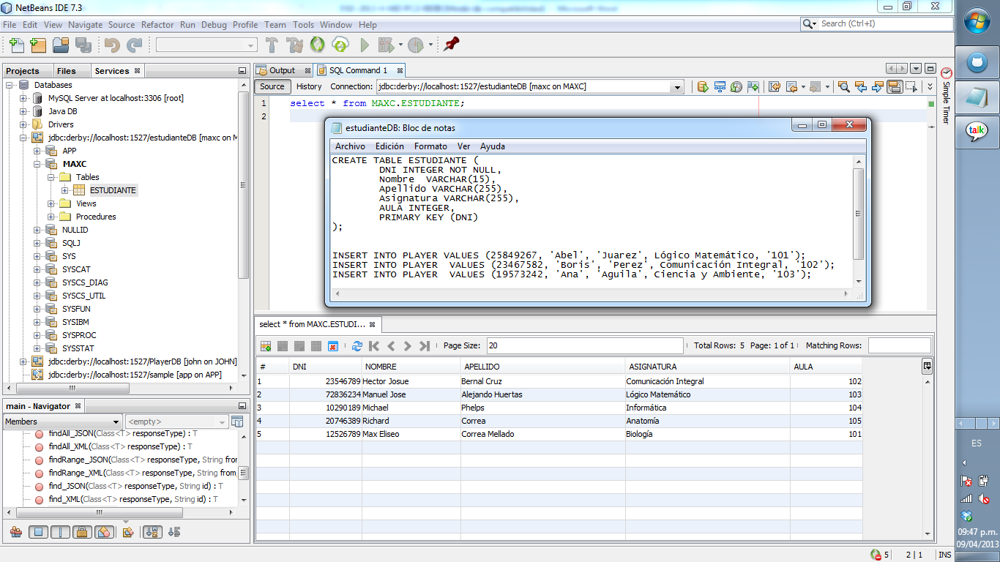 NetBeans IDE 7.3
File Edit View Navigate Source Refactor Run Debug Profile Team Tools Window Help
Search (Ctrl+I)
Projects Files Services
Databases
MySQL Server at localhost:3306 [root]
Java DB
Drivers
jdbc:derby://localhost:1527/estudianteDB [maxc on M
APP
MAXC
Tables
ESTUDIANTE
Views
Procedures
NULLID
SQLJ
SYS
SYSCAT
SYSCS_DIAG
SYSCS_UTIL
SYSFUN
SYSIBM
SYSPROC
SYSSTAT
jdbc:derby://localhost:1527/PlayerDB [john on JOHN]
jdbc:derby://localhost:1527/sample [app on APP]
main - Navigator
Members <empty>
findAll_JSON(Class<T> responseType) : T
findAll_XML(Class<T> responseType) : T
findRange_JSON(Class<T> responseType, String from
findRange_XML(Class<T> responseType, String from,
find_JSON(Class<T> responseType, String id) : T
find_XML(Class<T> responseType, String id) : T
Output SQL Command 1
Source History Connection: jdbc:derby://localhost:1527/estudianteDB [maxc on MAXC]
1 select * from MAXC.ESTUDIANTE;
2
estudianteDB: Bloc de notas
Archivo Edición Formato Ver Ayuda
CREATE TABLE ESTUDIANTE (
DNI INTEGER NOT NULL,
Nombre VARCHAR(15),
Apellido VARCHAR(255),
Asignatura VARCHAR(255),
AULA INTEGER,
PRIMARY KEY (DNI)
);
INSERT INTO PLAYER VALUES (25849267, 'Abel', 'Juarez', Lógico Matemático, '101');
INSERT INTO PLAYER VALUES (23467582, 'Boris', 'Perez', Comunicación Integral, '102');
INSERT INTO PLAYER VALUES (19573242, 'Ana', 'Aguila', Ciencia y Ambiente, '103');
select * from MAXC.ESTUDI...
Page Size: 20 Total Rows: 5 Page: 1 of 1 Matching Rows:
# DNI NOMBRE APELLIDO ASIGNATURA AULA
1 23546789 Hector Josue Bernal Cruz Comunicación Integral 102
2 72836234 Manuel Jose Alejando Huertas Lógico Matemático 103
3 10290189 Michael Phelps Informática 104
4 20746389 Richard Correa Anatomía 105
5 12526789 Max Eliseo Correa Mellado Biología 101
5 2 | 1 INS
Simple Timer
talk
ES
09:47 p.m.
09/04/2013